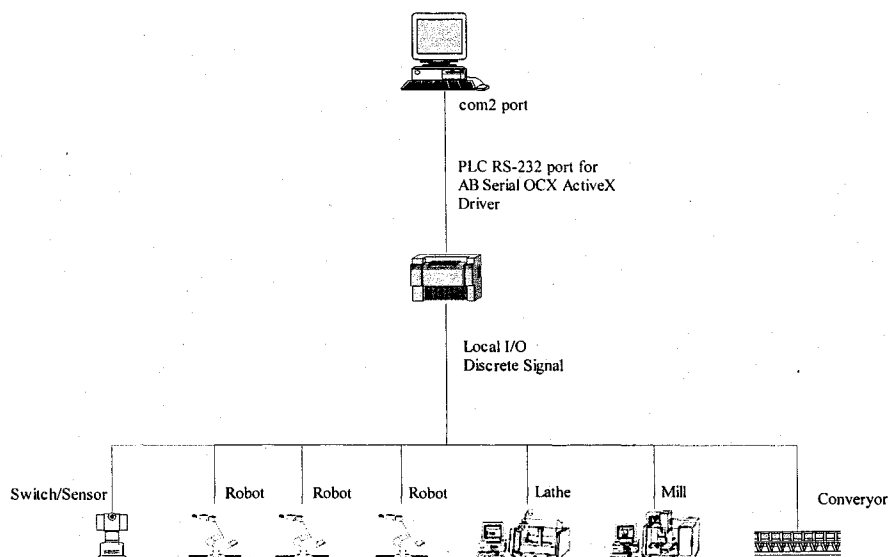 com2 port
PLC RS-232 port for
AB Serial OCX ActiveX
Driver
Local I/O
Discrete Signal
Switch/Sensor
Robot
Robot
Robot
Lathe
Mill
Converyor